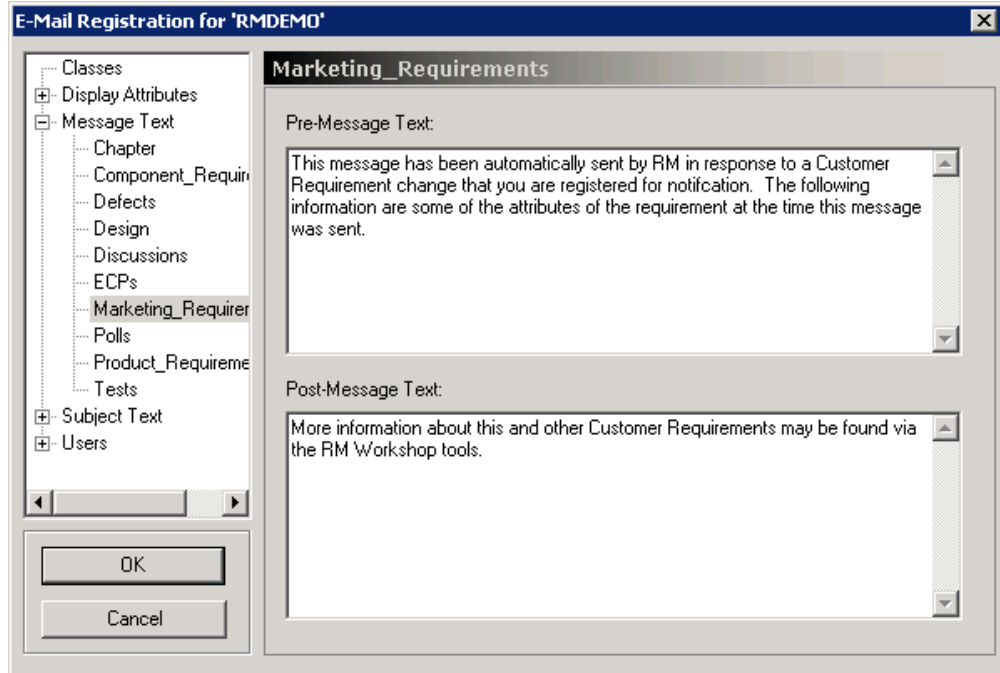 E-Mail Registration for 'RMDEMO'
Classes
Display Attributes
Message Text
Chapter
Component_Requir
Defects
Design
Discussions
ECPs
Marketing_Requirer
Polls
Product_Requireme
Tests
Subject Text
Users
OK
Cancel
Marketing_Requirements
Pre-Message Text:
This message has been automatically sent by RM in response to a Customer
Requirement change that you are registered for notifcation.  The following
information are some of the attributes of the requirement at the time this message
was sent.
Post-Message Text:
More information about this and other Customer Requirements may be found via
the RM Workshop tools.